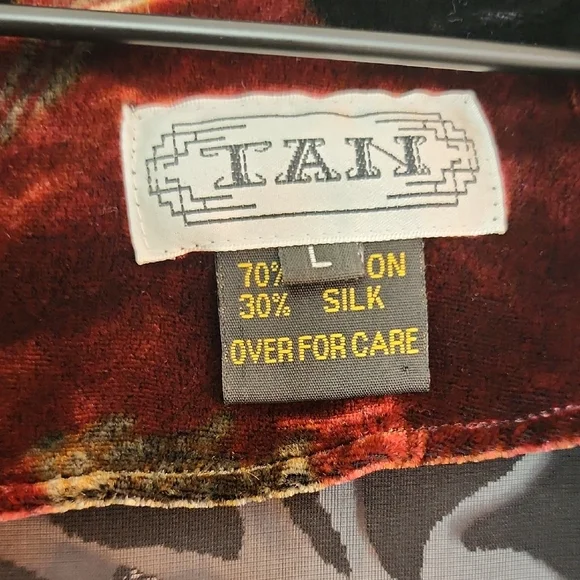 TAN
L
70% ON
30% SILK
OVER FOR CARE